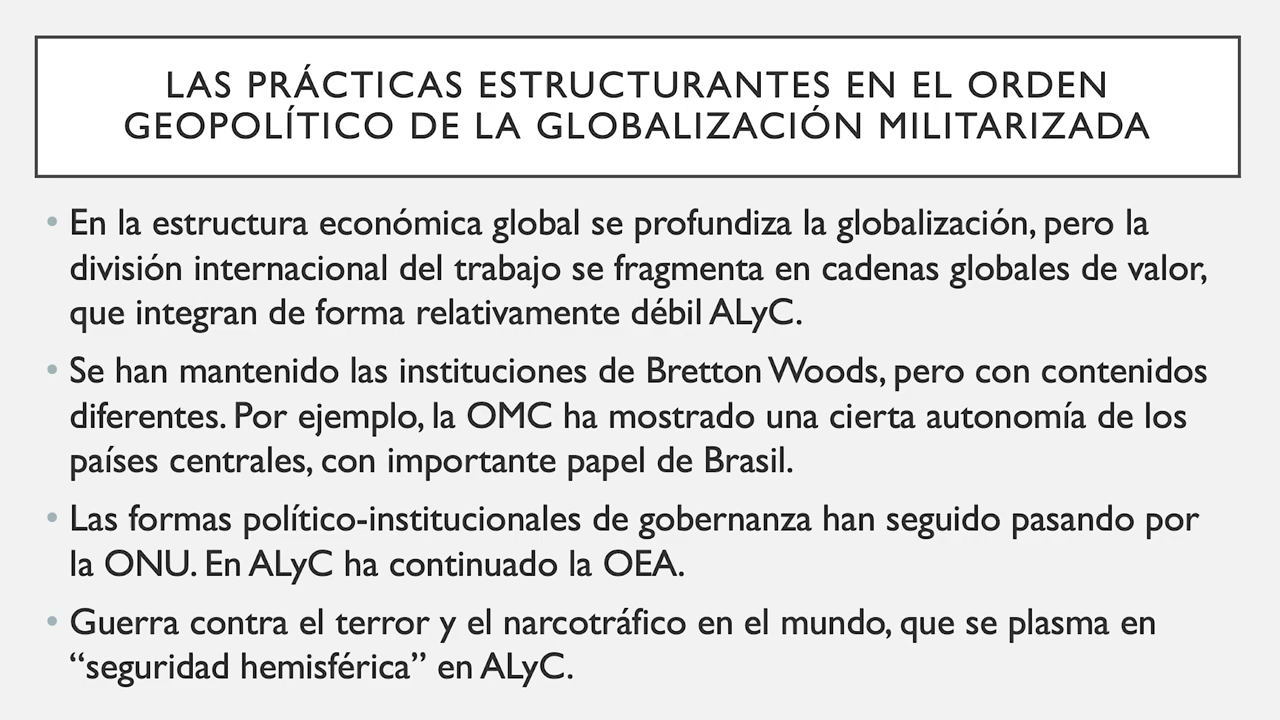 LAS PRÁCTICAS ESTRUCTURANTES EN EL ORDEN
GEOPOLÍTICO DE LA GLOBALIZACIÓN MILITARIZADA
• En la estructura económica global se profundiza la globalización, pero la
división internacional del trabajo se fragmenta en cadenas globales de valor,
que integran de forma relativamente débil ALyC.
• Se han mantenido las instituciones de Bretton Woods, pero con contenidos
diferentes. Por ejemplo, la OMC ha mostrado una cierta autonomía de los
países centrales, con importante papel de Brasil.
• Las formas político-institucionales de gobernanza han seguido pasando por
la ONU. En ALyC ha continuado la OEA.
• Guerra contra el terror y el narcotráfico en el mundo, que se plasma en
“seguridad hemisférica” en ALyC.